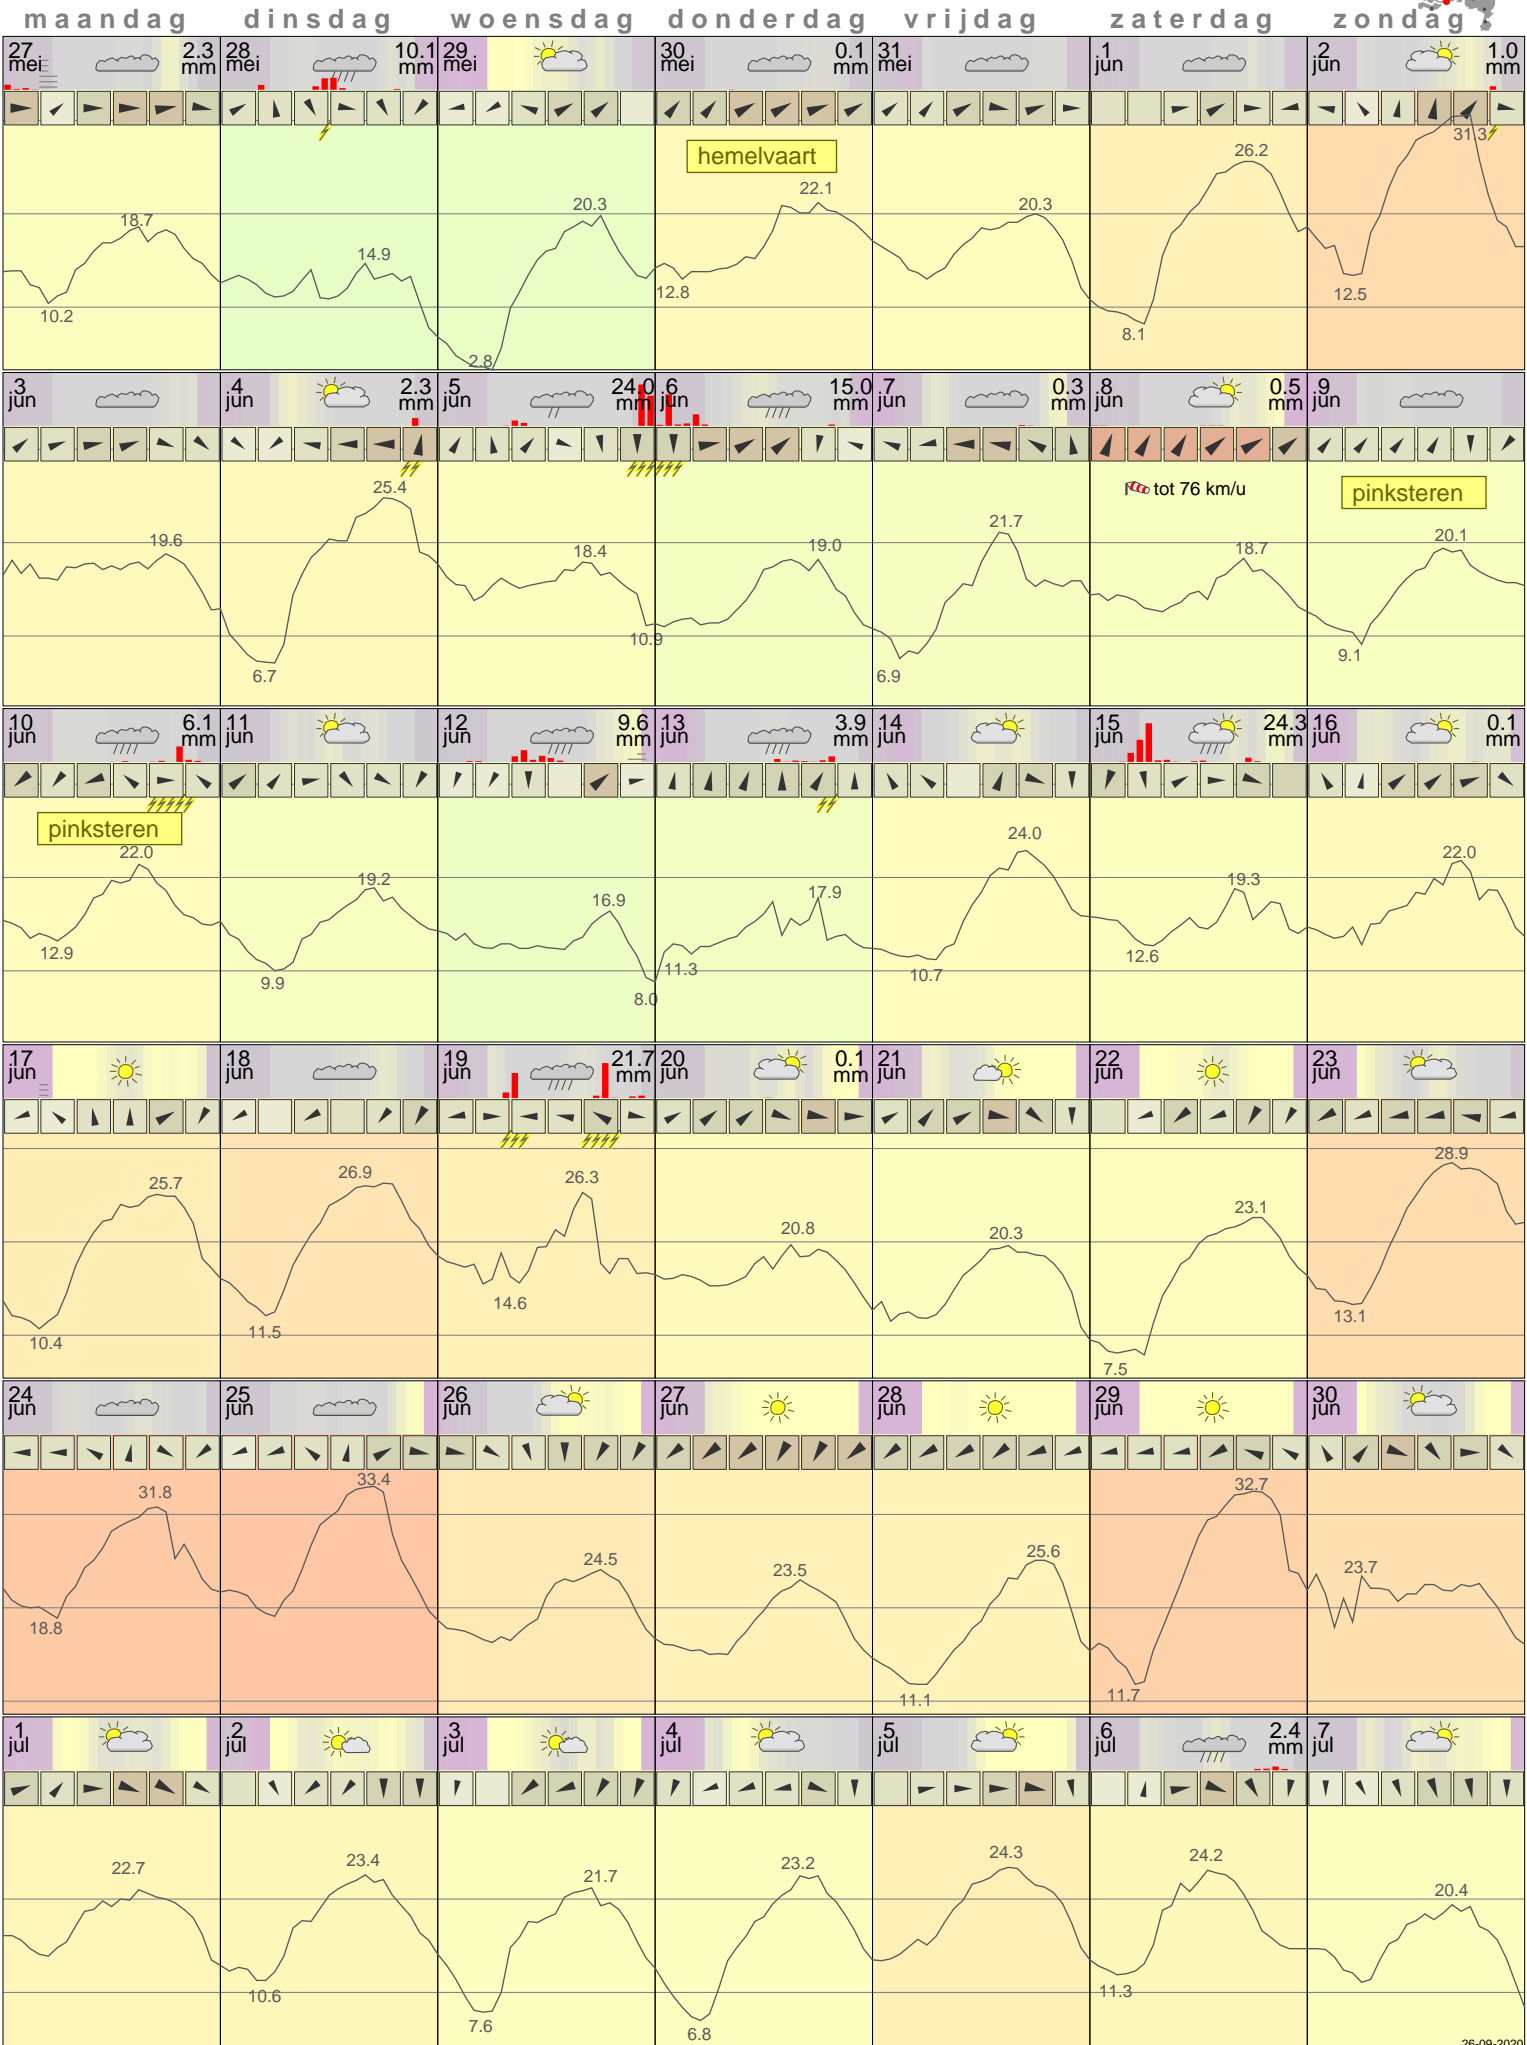 maandag dinsdag woensdag donderdag vrijdag zaterdag zondag
27 mei 2.3 mm 28 mei 10.1 mm 29 mei 30 mei 0.1 mm 31 mei 1 jun 2 jun 1.0 mm
hemelvaart
18.7 14.9 20.3 22.1 20.3 26.2 31.3
10.2 2.8 12.8 8.1 12.5
3 jun 4 jun 2.3 mm 5 jun 24.0 mm 6 jun 15.0 7 jun 0.3 mm 8 jun 0.5 mm 9 jun
tot 76 km/u pinksteren
19.6 25.4 18.4 19.0 21.7 18.7 20.1
6.7 10.9 6.9 9.1
10 jun 6.1 mm 11 jun 12 jun 9.6 mm 13 jun 3.9 mm 14 jun 15 jun 24.3 mm 16 jun 0.1 mm
pinksteren
22.0 19.2 16.9 17.9 24.0 19.3 22.0
12.9 9.9 8.0 11.3 10.7 12.6
17 jun 18 jun 19 jun 21.7 mm 20 jun 0.1 mm 21 jun 22 jun 23 jun
25.7 26.9 26.3 20.8 20.3 23.1 28.9
10.4 11.5 14.6 7.5 13.1
24 jun 25 jun 26 jun 27 jun 28 jun 29 jun 30 jun
31.8 33.4 24.5 23.5 25.6 32.7 23.7
18.8 11.1 11.7
1 jul 2 jul 3 jul 4 jul 5 jul 6 jul 2.4 mm 7 jul
22.7 23.4 21.7 23.2 24.3 24.2 20.4
10.6 7.6 6.8 11.3
26-09-2020